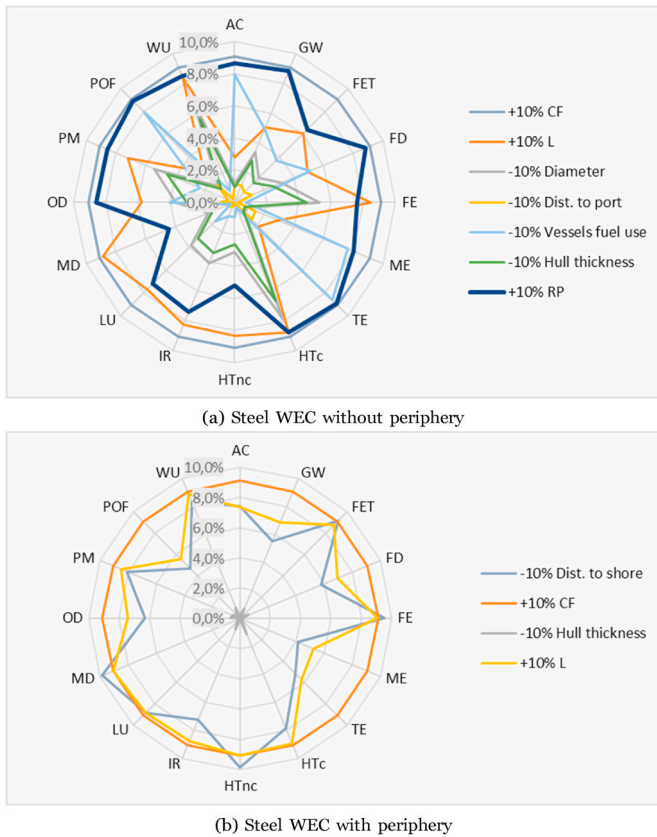 AC
10,0%
WU
GW
8,0%
POF
FET
6,0%
4,0%
PM
FD
2,0%
OD
0,0%
FE
MD
ME
LU
TE
IR
HTc
HTnc
+10% CF
+10% L
-10% Diameter
-10% Dist. to port
-10% Vessels fuel use
-10% Hull thickness
+10% RP
(a) Steel WEC without periphery
AC
10,0%
WU
GW
8,0%
POF
FET
6,0%
4,0%
PM
FD
2,0%
OD
0,0%
FE
MD
ME
LU
TE
IR
HTc
HTnc
-10% Dist. to shore
+10% CF
-10% Hull thickness
+10% L
(b) Steel WEC with periphery